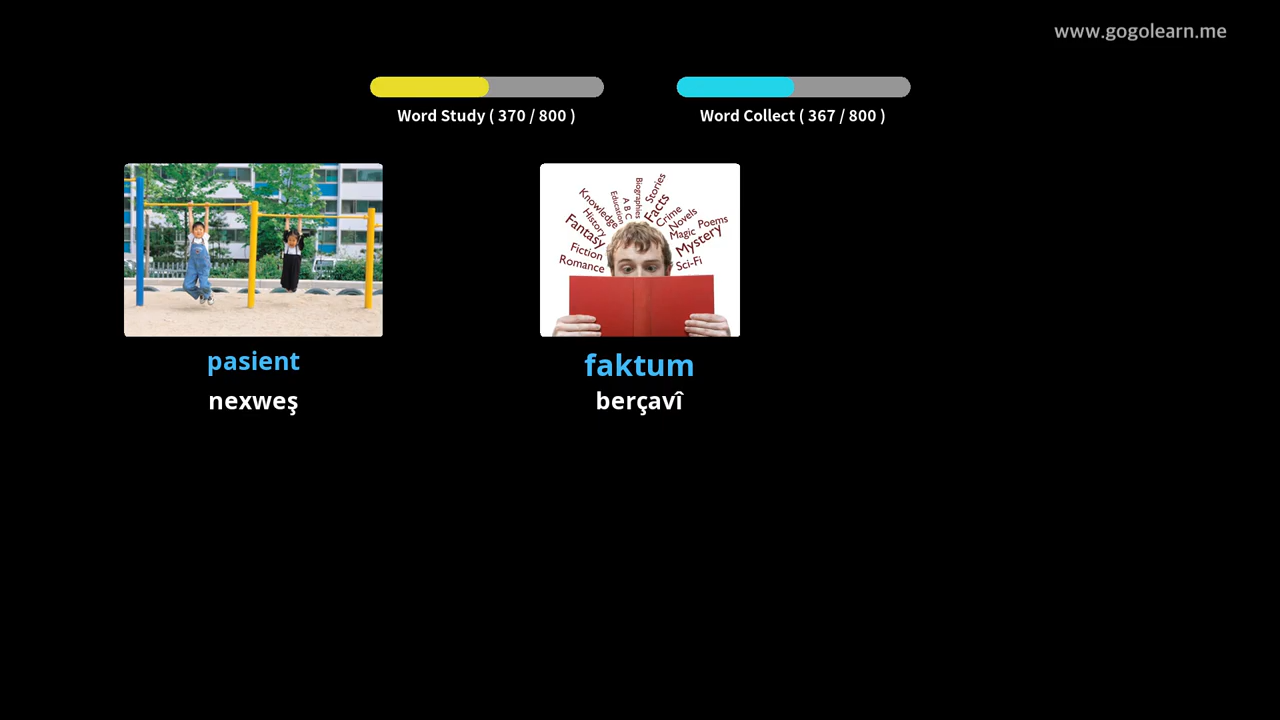 www.gogolearn.me
Word Study ( 370 / 800 )
Word Collect ( 367 / 800 )
Stories
Biographies
Facts
Knowledge
Education
A B C
Crime
History
Novels
Fantasy
Magic
Poems
Mystery
Fiction
Romance
Sci-Fi
pasient
nexweş
faktum
berçavî